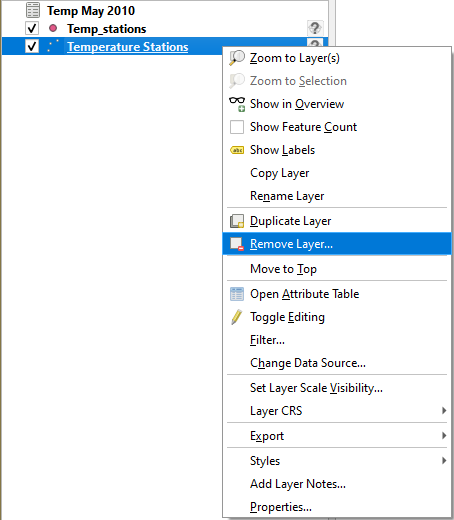 Temp May 2010
Temp_stations
?
Temperature Stations
?
Zoom to Layer(s)
Zoom to Selection
Show in Overview
Show Feature Count
abc Show Labels
Copy Layer
Rename Layer
Duplicate Layer
Remove Layer...
Move to Top
Open Attribute Table
Toggle Editing
Filter...
Change Data Source...
Set Layer Scale Visibility...
Layer CRS
Export
Styles
Add Layer Notes...
Properties...